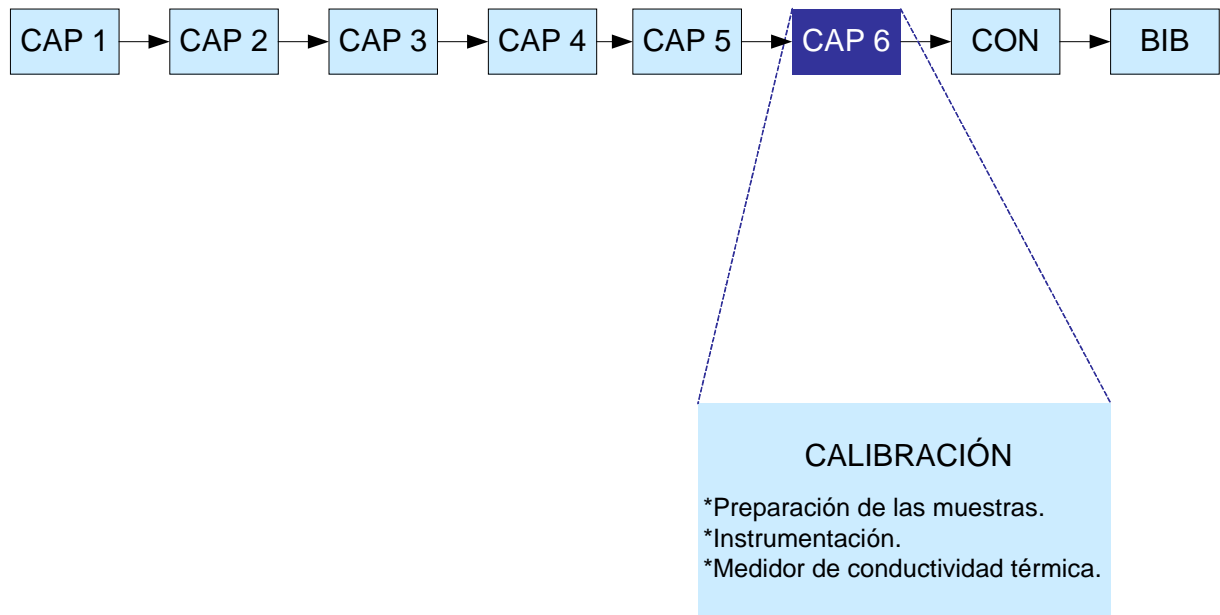 CAP 1 CAP 2 CAP 3 CAP 4 CAP 5 CAP 6 CON BIB
CALIBRACIÓN
*Preparación de las muestras.
*Instrumentación.
*Medidor de conductividad térmica.